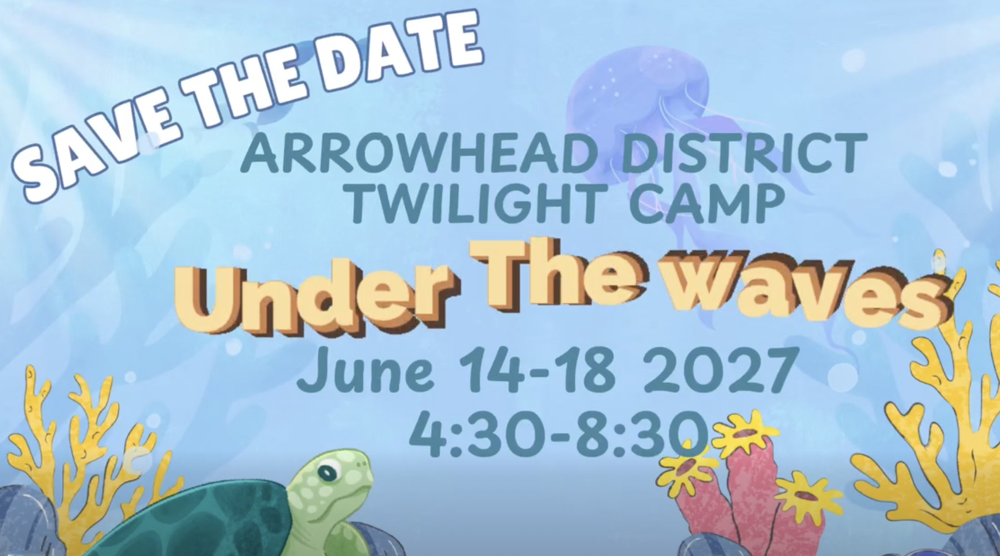 SAVE THE DATE
ARROWHEAD DISTRICT
TWILIGHT CAMP
Under The waves
June 14-18 2027
4:30-8:30